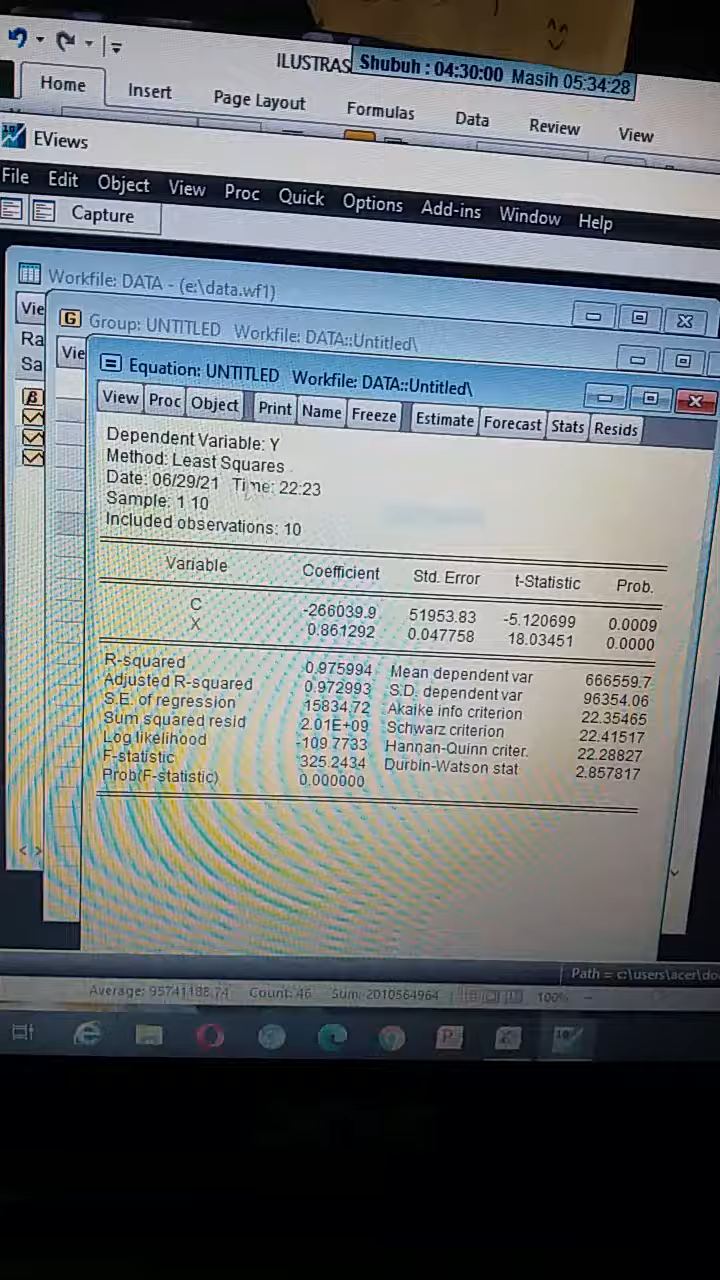 ILUSTRAS
Shubuh : 04:30:00 Masih 05:34:28
Home Insert Page Layout Formulas Data Review View
EViews
File Edit Object View Proc Quick Options Add-ins Window Help
Capture
Workfile: DATA - (e:\data.wf1)
Vie
Group: UNTITLED Workfile: DATA::Untitled\
Ra
Vie
Sa
Equation: UNTITLED Workfile: DATA::Untitled\
View Proc Object Print Name Freeze Estimate Forecast Stats Resids
Dependent Variable: Y
Method: Least Squares
Date: 06/29/21 Time: 22:23
Sample: 1 10
Included observations: 10
Variable Coefficient Std. Error t-Statistic Prob.
C -266039.9 51953.83 -5.120699 0.0009
X 0.861292 0.047758 18.03451 0.0000
R-squared 0.975994 Mean dependent var 666559.7
Adjusted R-squared 0.972993 S.D. dependent var 96354.06
S.E. of regression 15834.72 Akaike info criterion 22.35465
Sum squared resid 2.01E+09 Schwarz criterion 22.41517
Log likelihood -109.7733 Hannan-Quinn criter. 22.28827
F-statistic 325.2434 Durbin-Watson stat 2.857817
Prob(F-statistic) 0.000000
Path = c:\users\acer\do
Average: 95741188.74 Count: 46 Sum: 2010564964 100%